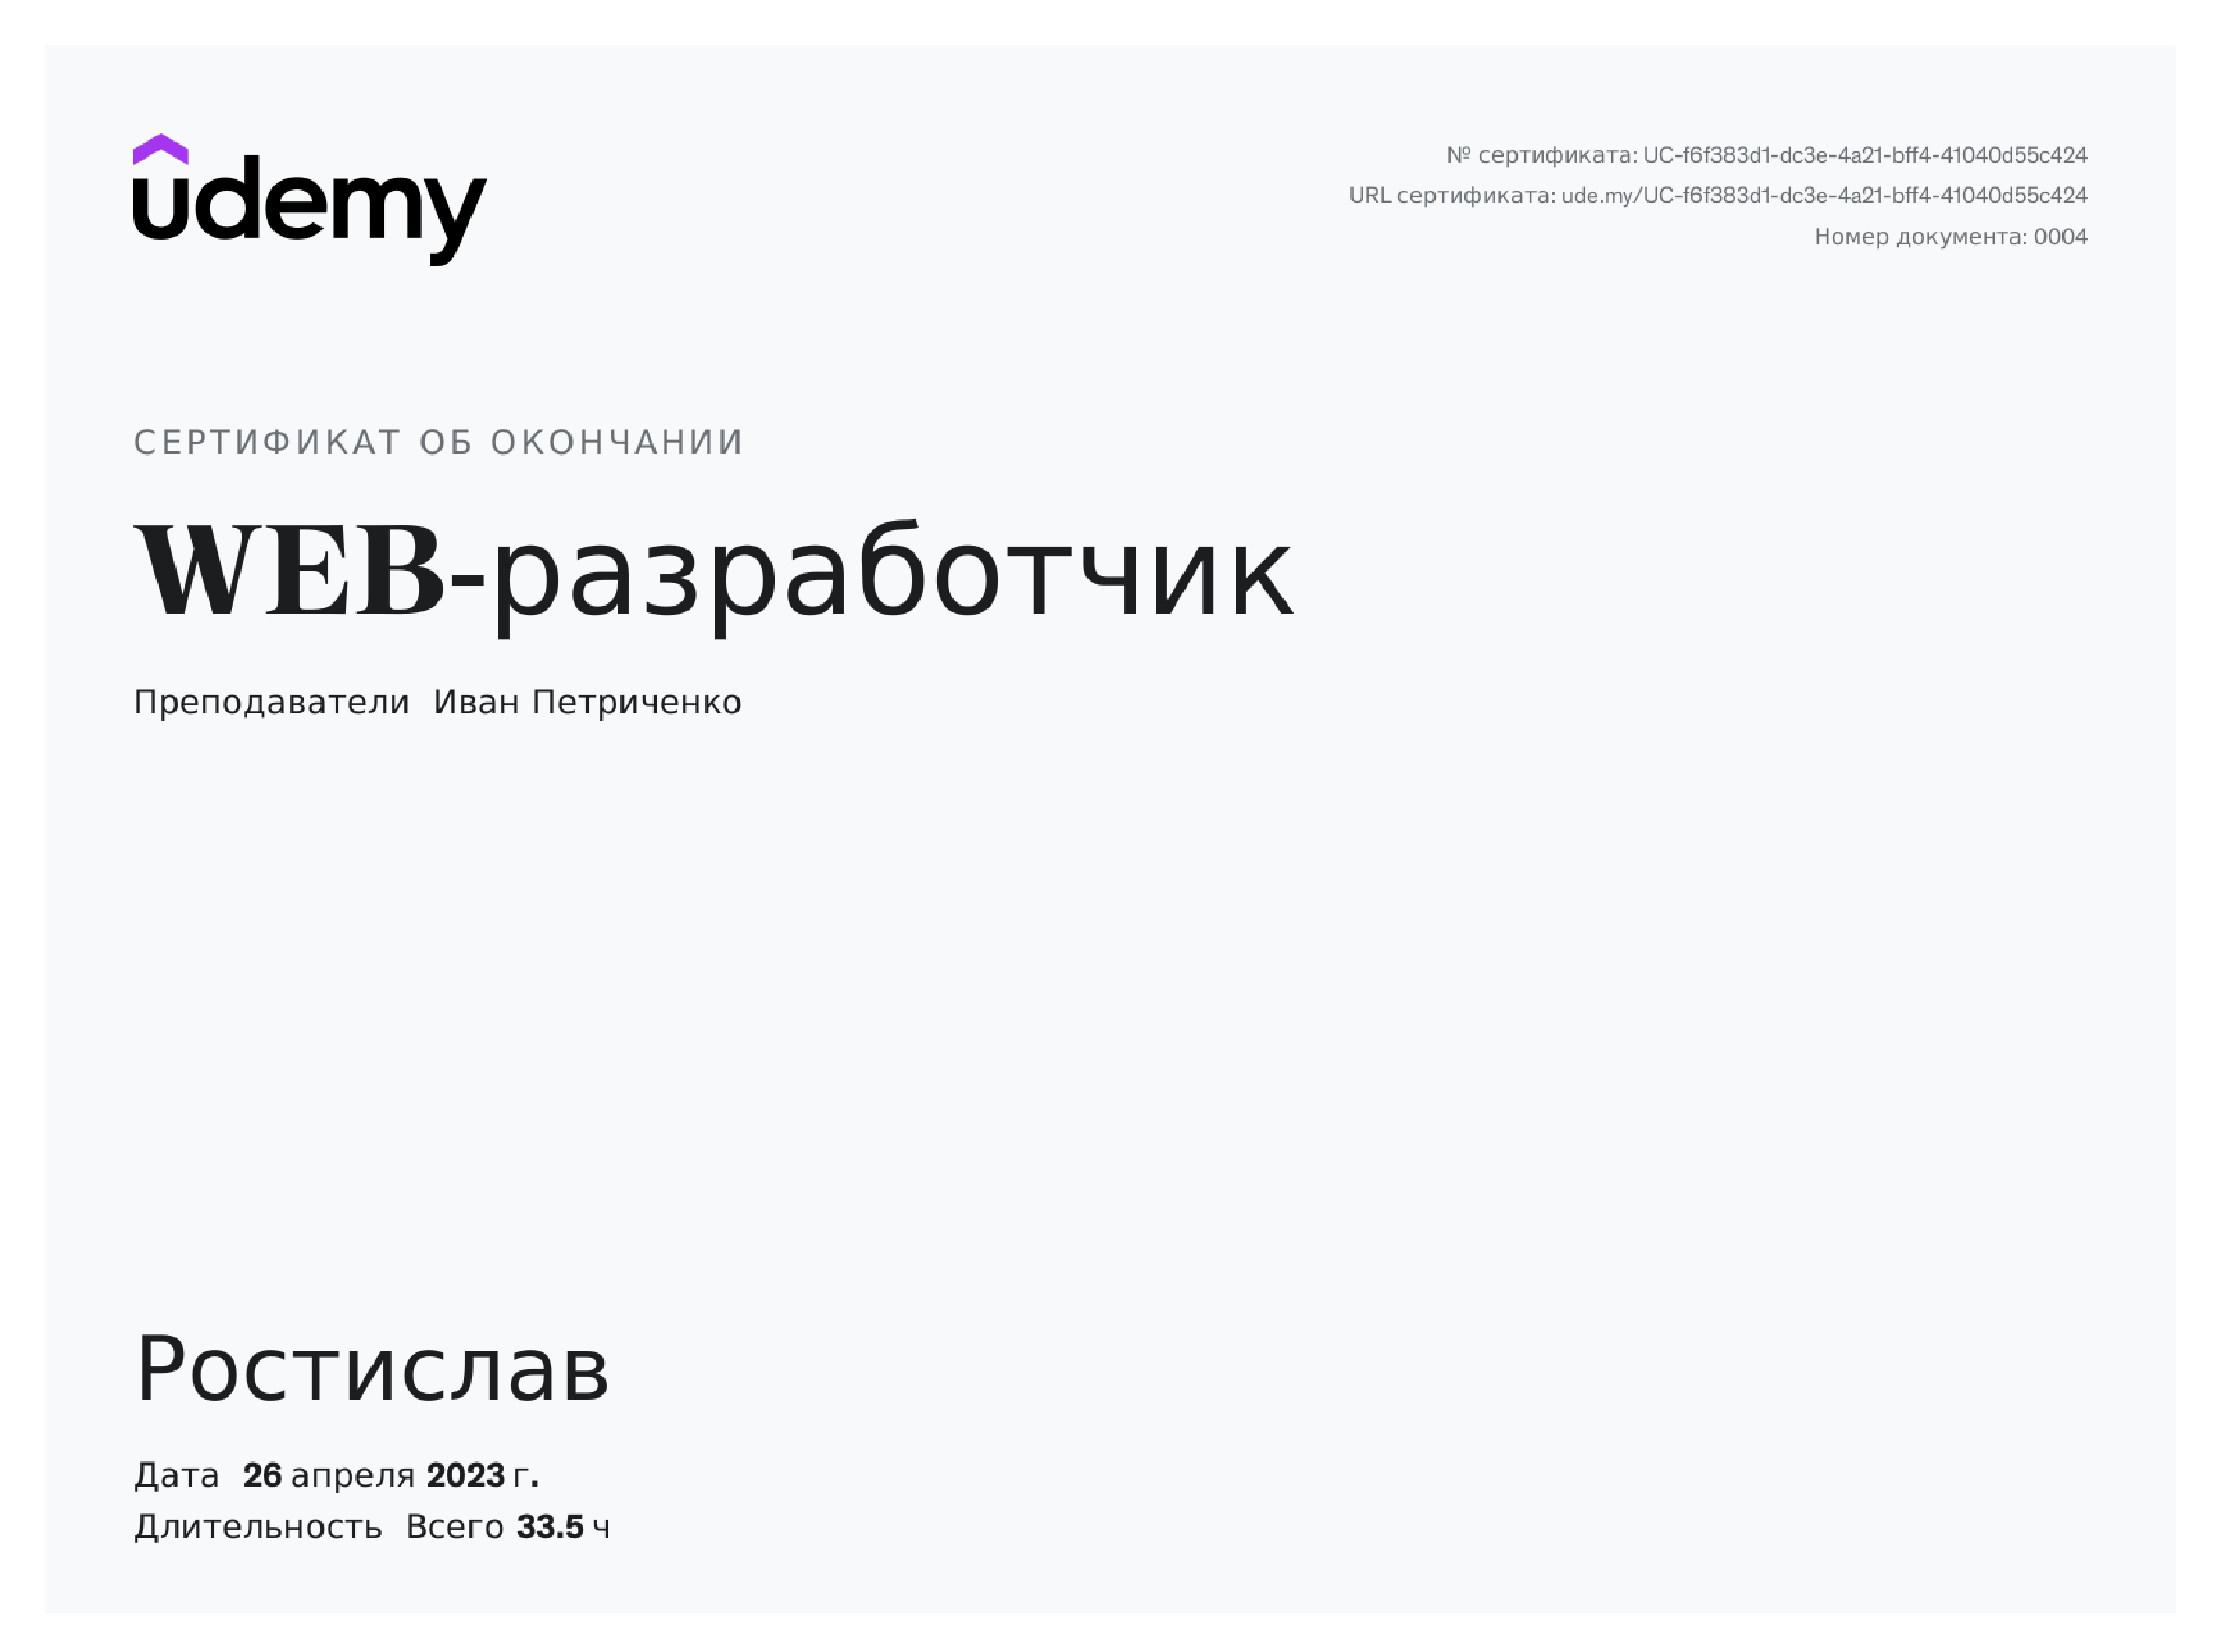 udemy
№ сертификата: UC-f6f383d1-dc3e-4a21-bff4-41040d55c424
URL сертификата: ude.my/UC-f6f383d1-dc3e-4a21-bff4-41040d55c424
Номер документа: 0004
СЕРТИФИКАТ ОБ ОКОНЧАНИИ
WEB-разработчик
Преподаватели Иван Петриченко
Ростислав
Дата 26 апреля 2023 г.
Длительность Всего 33.5 ч